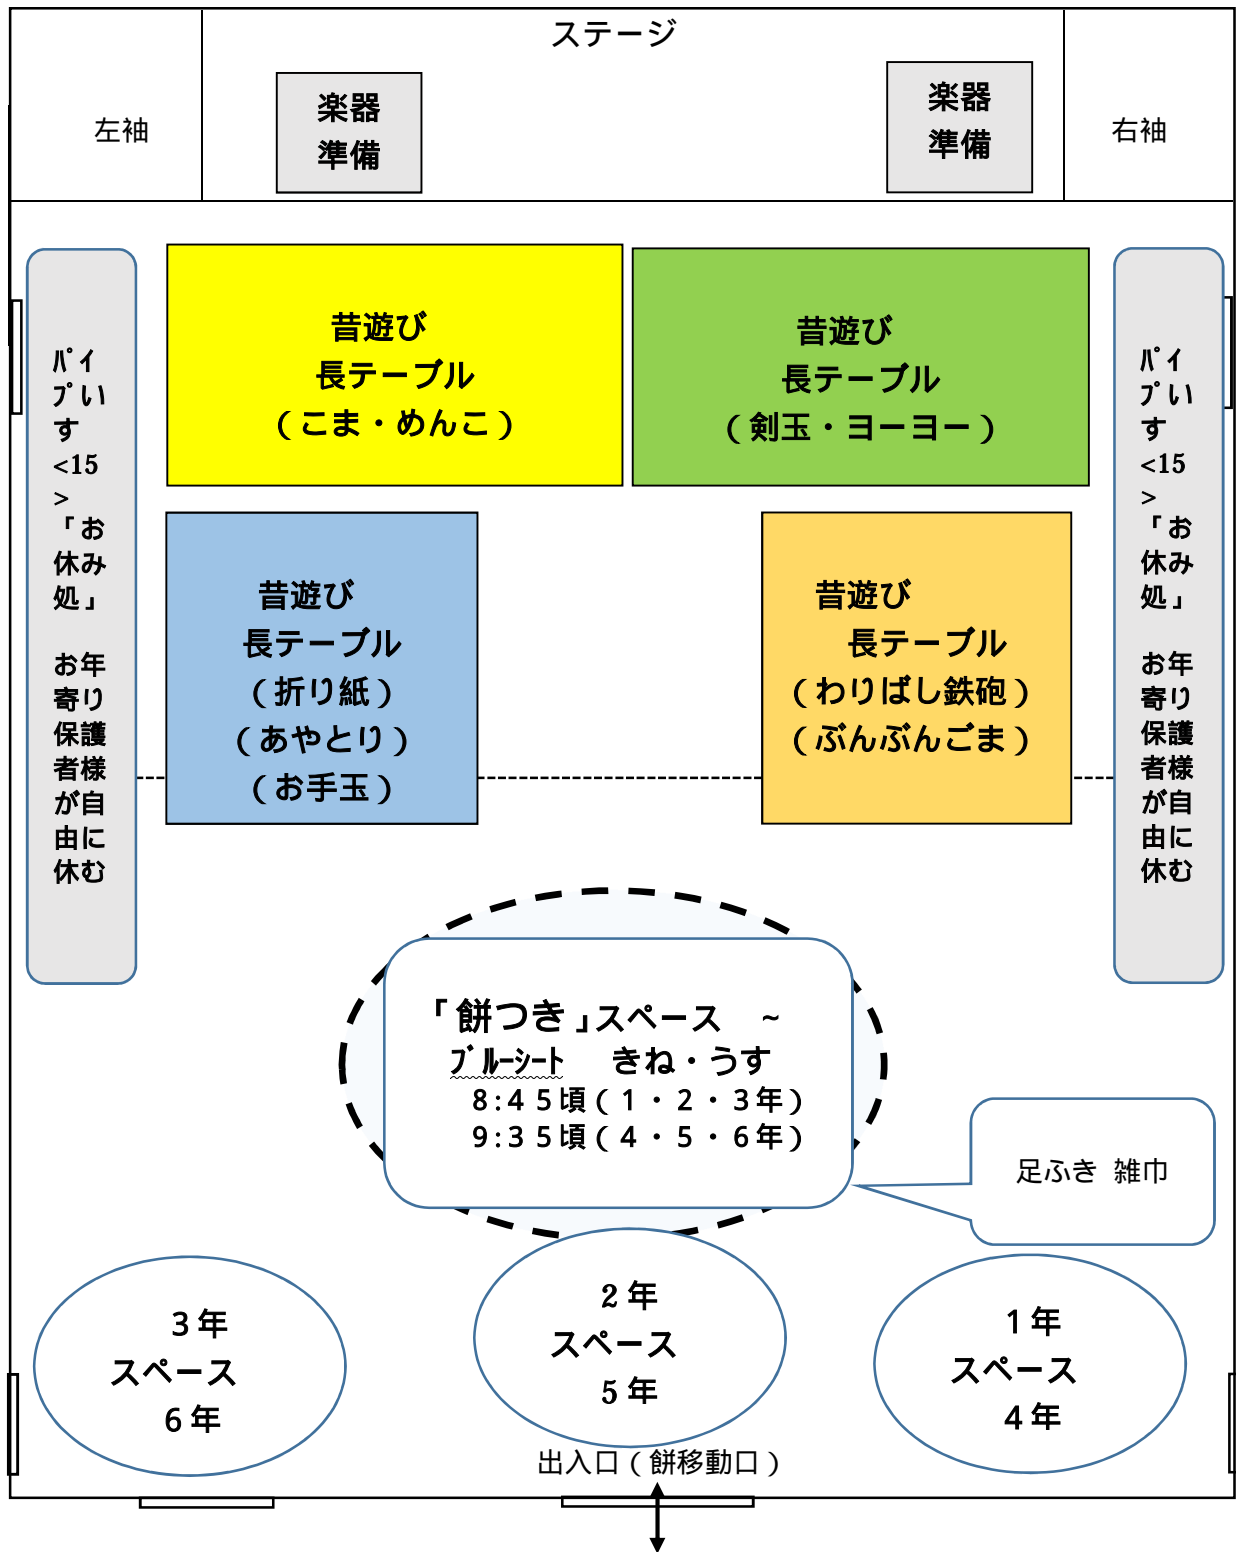 ステージ
左袖
楽器
準備
楽器
準備
右袖
昔遊び
長テーブル
（こま・めんこ）
昔遊び
長テーブル
（剣玉・ヨーヨー）
ﾊﾟｲ
ﾌﾟい
す
<15
>
「お
休み
処」
お年
寄り
保護
者様
が自
由に
休む
ﾊﾟｲ
ﾌﾟい
す
<15
>
「お
休み
処」
お年
寄り
保護
者様
が自
由に
休む
昔遊び
長テーブル
（折り紙）
（あやとり）
（お手玉）
昔遊び
長テーブル
（わりばし鉄砲）
（ぶんぶんごま）
「餅つき」スペース　~
ﾌﾞﾙｰｼｰﾄ　きね・うす
8:４５頃（１・２・３年）
9:３５頃（４・５・６年）
足ふき 雑巾
３年
スペース
６年
2 年
スペース
5 年
１年
スペース
４年
出入口（餅移動口）